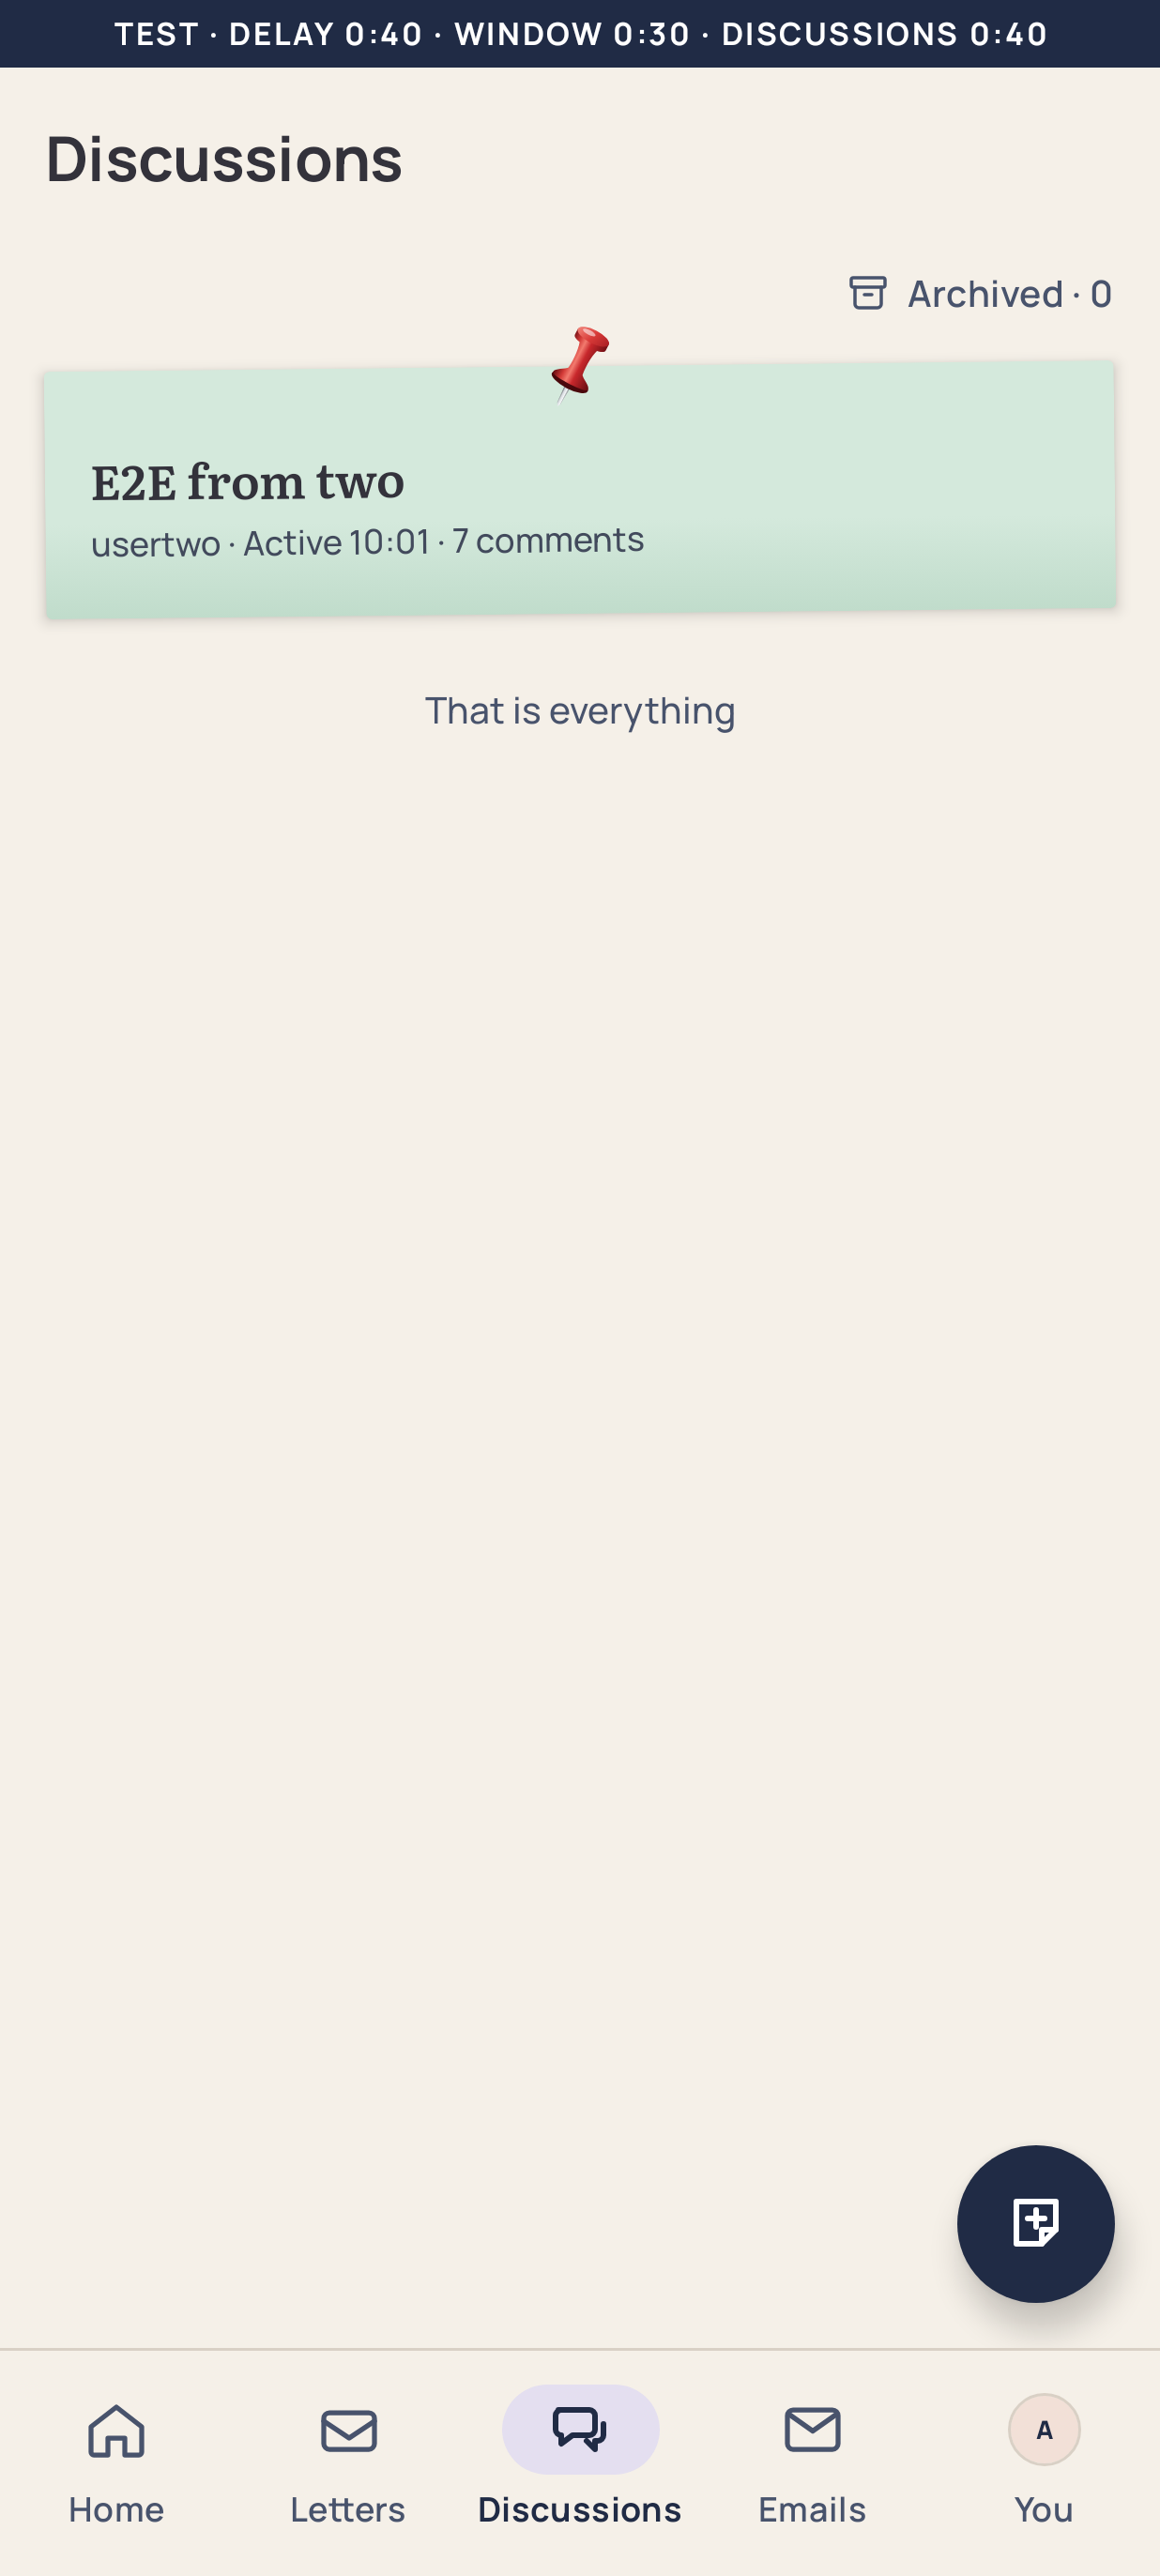 TEST · DELAY 0:40 · WINDOW 0:30 · DISCUSSIONS 0:40
Discussions
Archived · 0
E2E from two
usertwo · Active 10:01 · 7 comments
That is everything
A
Home
Letters
Discussions
Emails
You